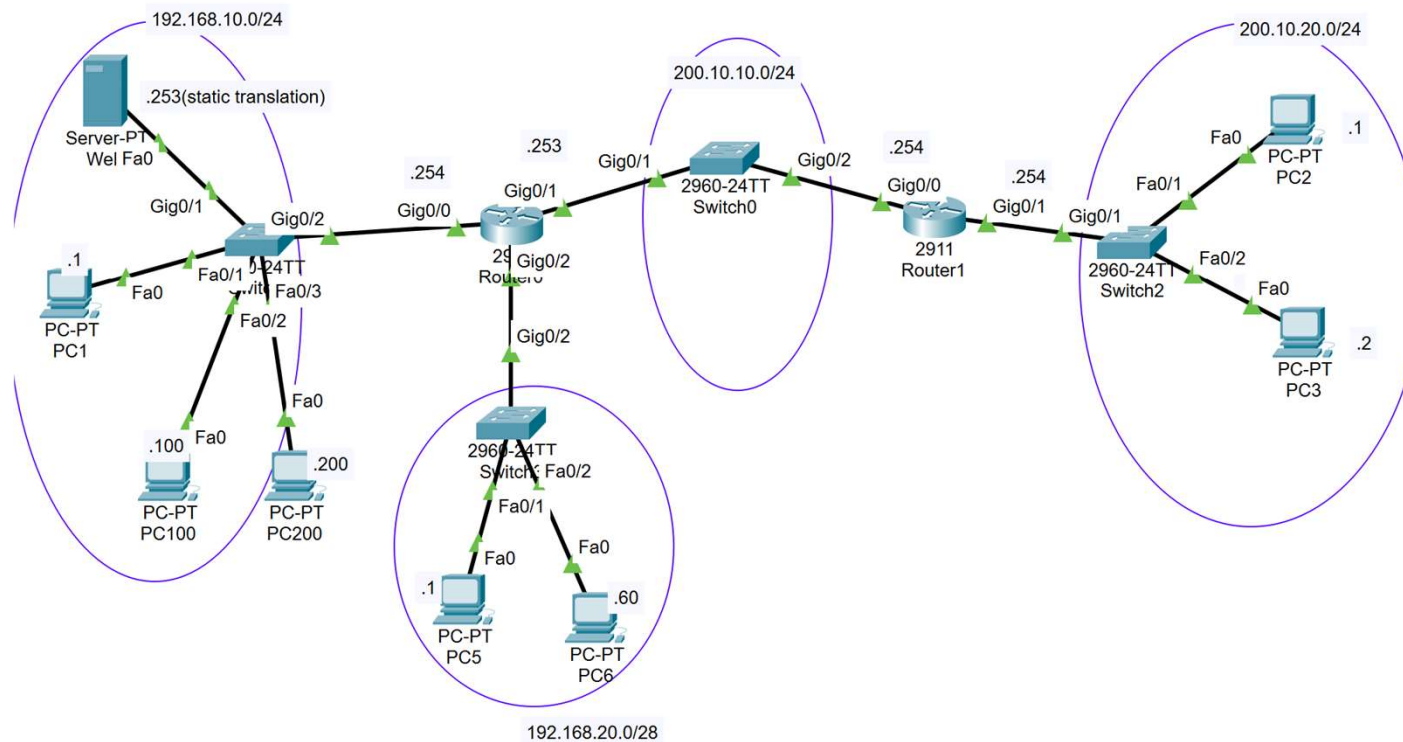 192.168.10.0/24
200.10.20.0/24
200.10.10.0/24
.253(static translation)
Server-PT
Wel Fa0
Gig0/1
Gig0/2
.254
Gig0/0
.253
Gig0/1
Gig0/1
2960-24TT
Switch0
Gig0/2
.254
Gig0/0
2911
Router1
.254
Gig0/1
Gig0/1
2960-24TT
Switch2
Fa0/1
Fa0
.1
PC-PT
PC2
Fa0/2
Fa0
.2
PC-PT
PC3
.1
Fa0
Fa0/1
PC-PT
PC1
Fa0/2
Fa0/3
Fa0
.100
PC-PT
PC100
Fa0
.200
PC-PT
PC200
Gig0/2
Gig0/2
2960-24TT
Fa0/2
Fa0/1
Fa0
.1
PC-PT
PC5
Fa0
.60
PC-PT
PC6
192.168.20.0/28